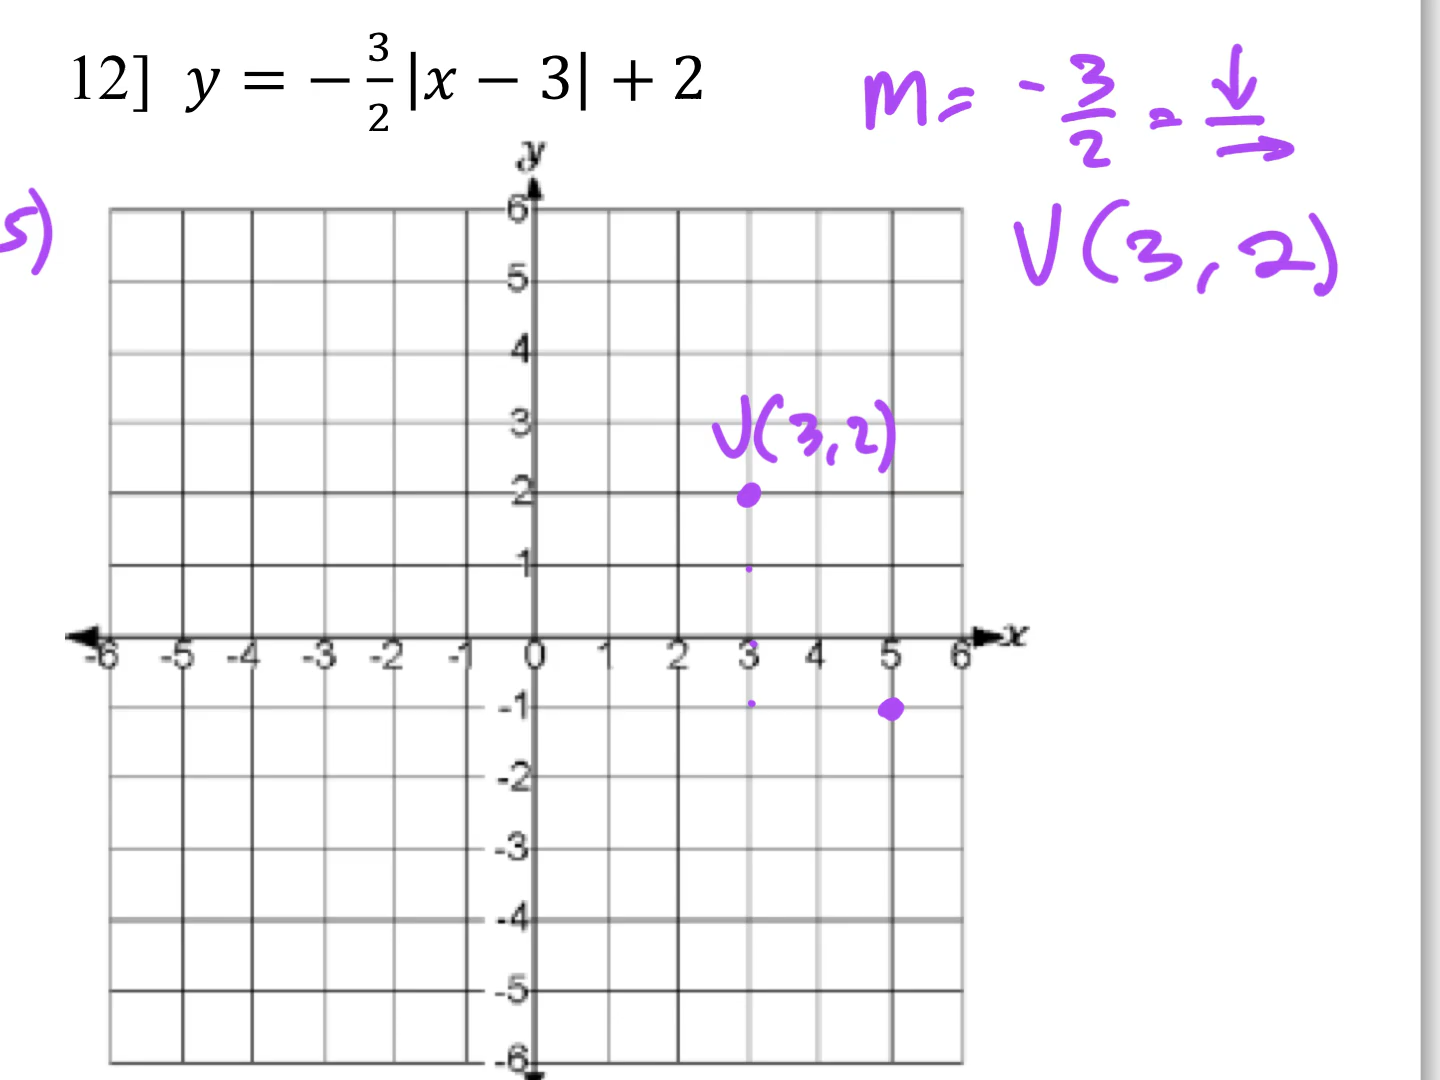 12] y = − 3/2 |x − 3| + 2
m = - 3/2 = ↓/→
V(3, 2)
5)
y
6
5
4
3
2
1
V(3, 2)
-6 -5 -4 -3 -2 -1 0 1 2 3 4 5 6 x
-1
-2
-3
-4
-5
-6